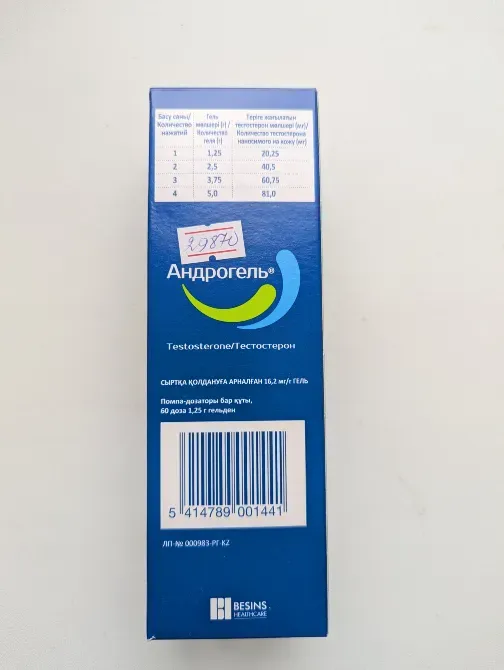 Басу саны/
Количество
нажатий
Гель
мөлшері (г) /
Количество
геля (г)
Теріге жағылатын
тестостерон мөлшері (мг)/
Количество тестостерона
наносимого на кожу (мг)
1 1,25 20,25
2 2,5 40,5
3 3,75 60,75
4 5,0 81,0
29870
Андрогель®
Testosterone/Тестостерон
СЫРТҚА ҚОЛДАНУҒА АРНАЛҒАН 16,2 мг/г ГЕЛЬ
Помпа-дозаторы бар құты,
60 доза 1,25 г гельден
5 414789 001441
ЛП-№ 000983-РГ-KZ
BESINS
HEALTHCARE